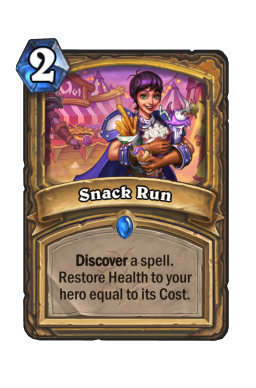 2
Snack Run
Discover a spell.
Restore Health to your
hero equal to its Cost.